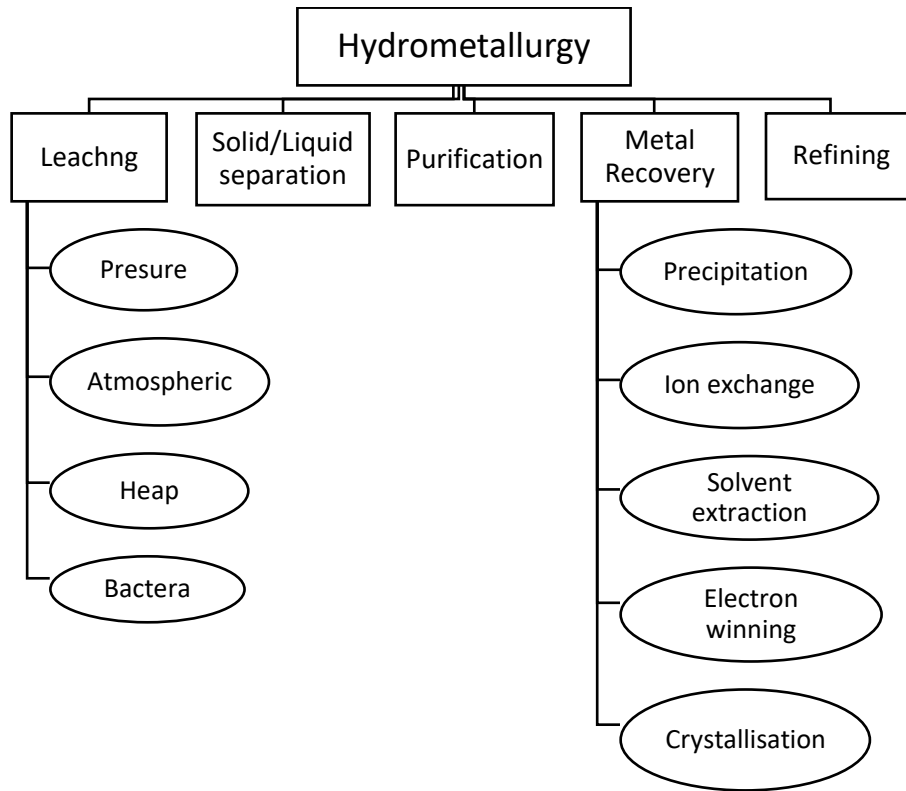 Hydrometallurgy
Leachng
Solid/Liquid
separation
Purification
Metal
Recovery
Refining
Presure
Atmospheric
Heap
Bactera
Precipitation
Ion exchange
Solvent
extraction
Electron
winning
Crystallisation